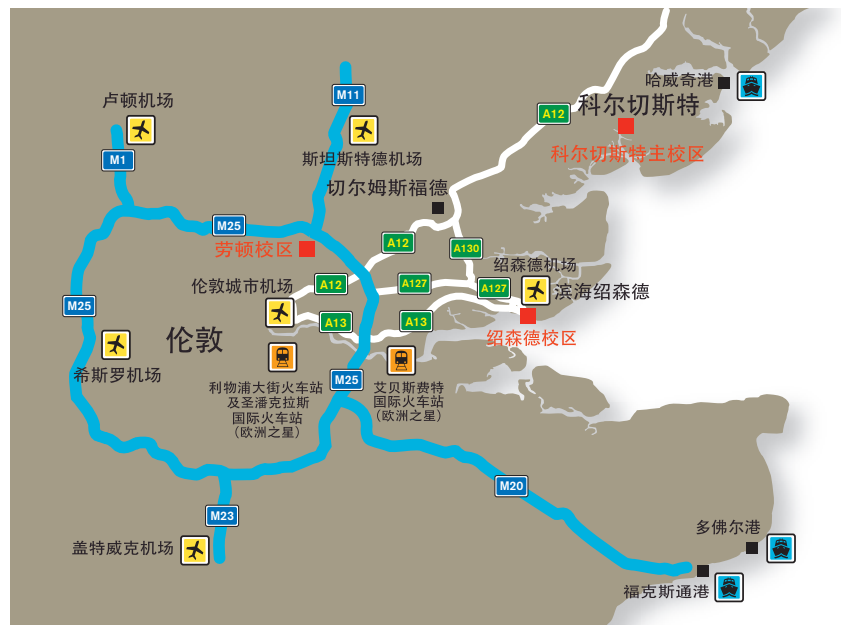 哈威奇港
M11
卢顿机场
科尔切斯特
A12
斯坦斯特德机场
科尔切斯特主校区
M1
切尔姆斯福德
M25
劳顿校区
A12
A130
绍森德机场
伦敦城市机场
A12
A127
A127
滨海绍森德
M25
A13
A13
伦敦
绍森德校区
希斯罗机场
M25
利物浦大街火车站
及圣潘克拉斯
国际火车站
（欧洲之星）
艾贝斯费特
国际火车站
（欧洲之星）
M20
M23
多佛尔港
盖特威克机场
福克斯通港